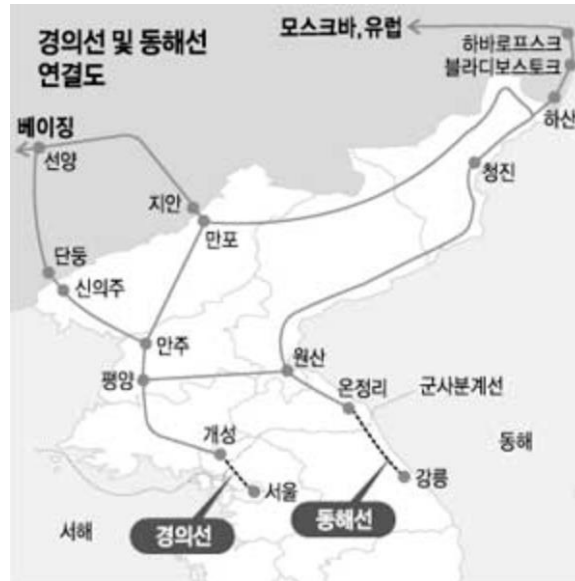 경의선 및 동해선
연결도
모스크바, 유럽
하바로프스크
블라디보스토크
하산
베이징
선양
청진
지안
만포
단둥
신의주
안주
원산
평양
온정리
군사분계선
개성
동해
서울
강릉
경의선
동해선
서해